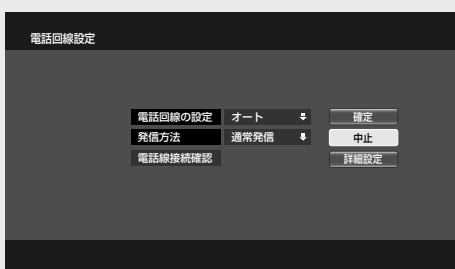 電話回線設定
電話回線の設定 オート 確定
発信方法 通常発信 中止
電話線接続確認 詳細設定